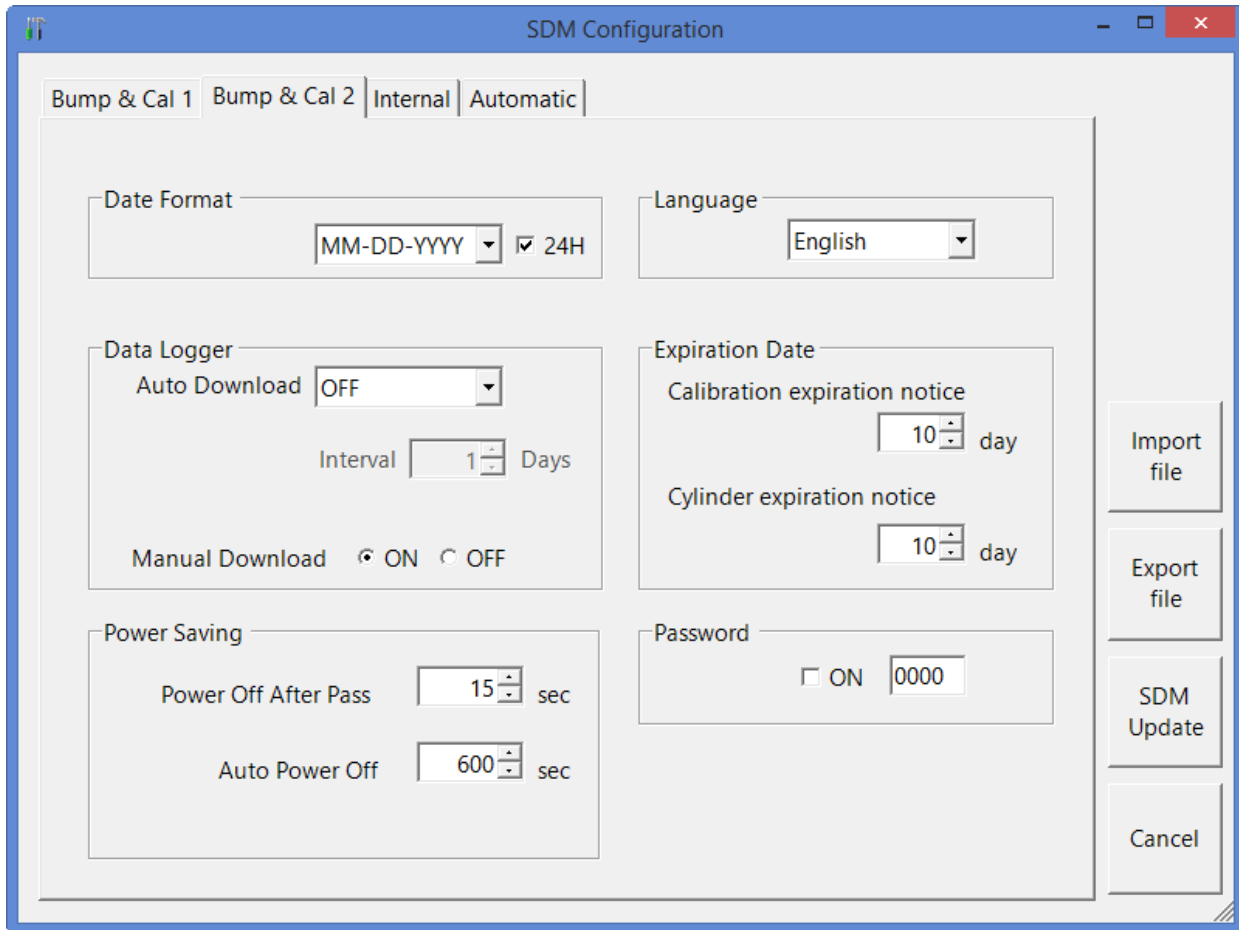 SDM Configuration
Bump & Cal 1 Bump & Cal 2 Internal Automatic
Date Format
MM-DD-YYYY 24H
Language
English
Data Logger
Auto Download OFF
Interval 1 Days
Manual Download ON OFF
Expiration Date
Calibration expiration notice
10 day
Cylinder expiration notice
10 day
Power Saving
Power Off After Pass 15 sec
Auto Power Off 600 sec
Password
ON 0000
Import
file
Export
file
SDM
Update
Cancel